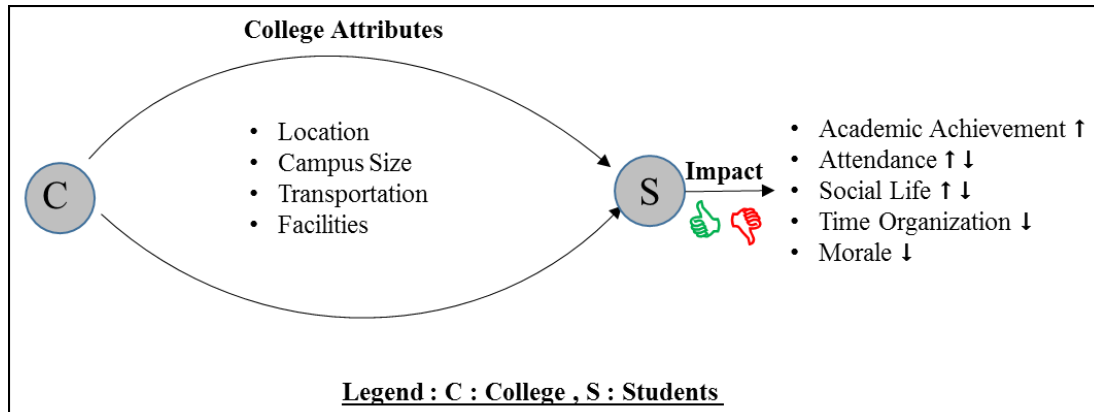 College Attributes
• Location
• Campus Size
• Transportation
• Facilities
C
S
Impact
• Academic Achievement ↑
• Attendance ↑ ↓
• Social Life ↑ ↓
• Time Organization ↓
• Morale ↓
Legend : C : College , S : Students